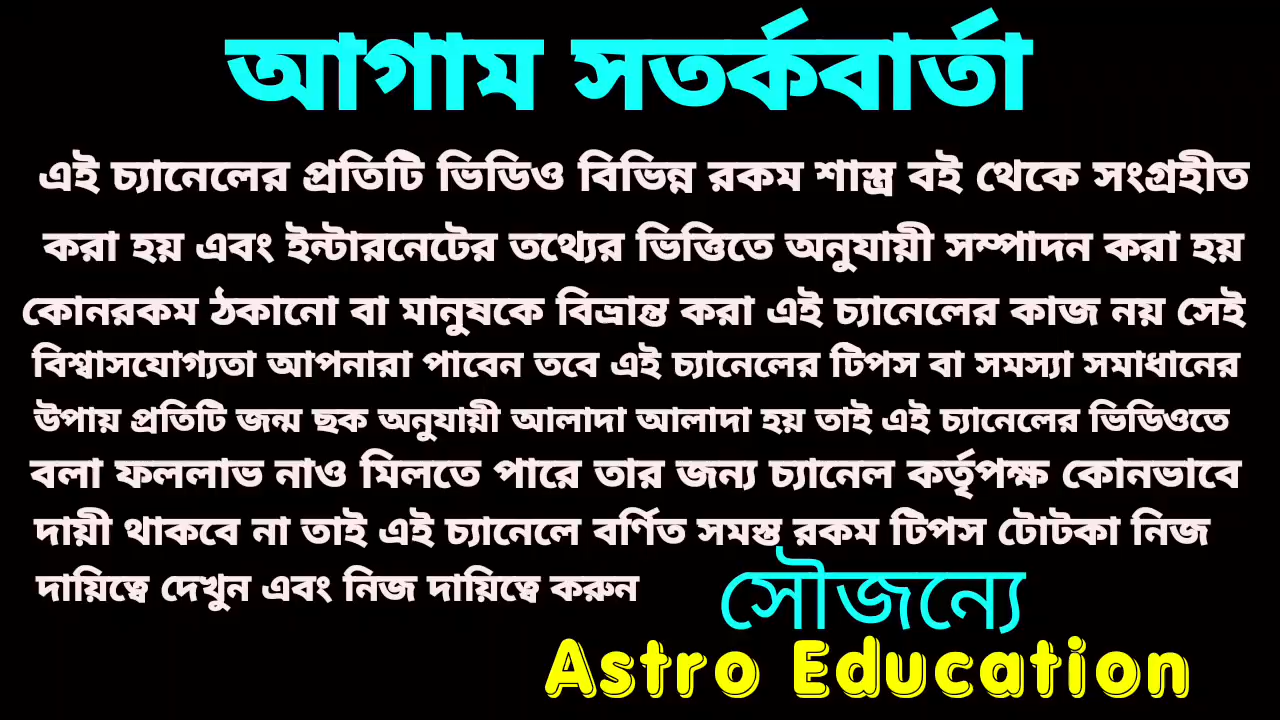 আগাম সতর্কবার্তা
এই চ্যানেলের প্রতিটি ভিডিও বিভিন্ন রকম শাস্ত্র বই থেকে সংগ্রহীত
করা হয় এবং ইন্টারনেটের তথ্যের ভিত্তিতে অনুযায়ী সম্পাদন করা হয়
কোনরকম ঠকানো বা মানুষকে বিভ্রান্ত করা এই চ্যানেলের কাজ নয় সেই
বিশ্বাসযোগ্যতা আপনারা পাবেন তবে এই চ্যানেলের টিপস বা সমস্যা সমাধানের
উপায় প্রতিটি জন্ম ছক অনুযায়ী আলাদা আলাদা হয় তাই এই চ্যানেলের ভিডিওতে
বলা ফললাভ নাও মিলতে পারে তার জন্য চ্যানেল কর্তৃপক্ষ কোনভাবে
দায়ী থাকবে না তাই এই চ্যানেলে বর্ণিত সমস্ত রকম টিপস টোটকা নিজ
দায়িত্বে দেখুন এবং নিজ দায়িত্বে করুন
সৌজন্যে
Astro Education